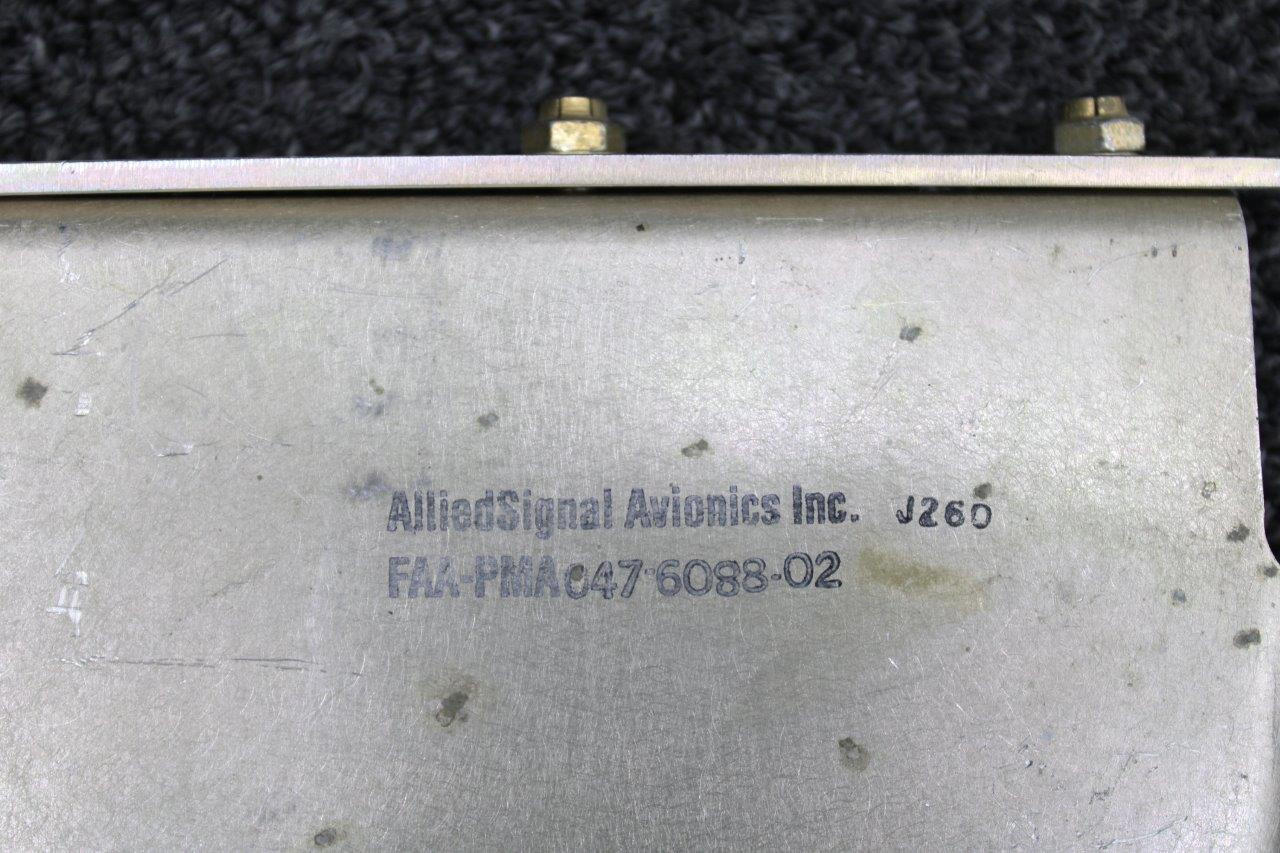 AlliedSignal Avionics Inc. J260
FAA-PMA 047-6088-02